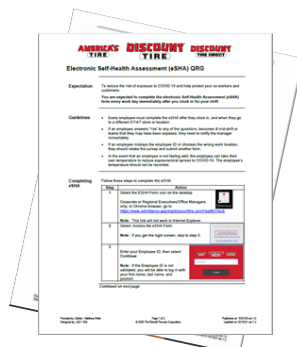 AMERICA'S TIRE
DISCOUNT TIRE
DISCOUNT TIRE DIRECT
Electronic Self-Health Assessment (eSHA) QRG
Expectation
To reduce the risk of exposure to COVID-19 and help protect your co-workers and
customers
You are expected to complete the electronic Self-Health Assessment (eSHA)
form every work day immediately after you clock in for your shift.
Guidelines
• Every employee must complete the eSHA after they clock in, and when they go
to a different DT/AT store or location.
• If an employee answers 'Yes' to any of the questions, becomes ill mid-shift or
learns that they may have been exposed, they need to notify the manager
immediately.
• If an employee mistypes the employee ID or chooses the wrong work location,
they should retake the survey and submit another form.
• In the event that an employee is not feeling well, the employee can take their
own temperature to reduce exposure/viral spread to COVID-19. The employee's
temperature should not be recorded.
Completing
eSHA
Follow these steps to complete the eSHA:
Step
Action
1
Select the eSHA Form icon on the desktop
Corporate or Regional Executives/Office Managers
only, in Chrome browser, go to
Note: This link will not work in Internet Explorer.
2
Select Access the eSHA Form
Note: If you get the login screen, skip to step 3.
3
Enter your Employee ID, then select
Continue.
Note: If the Employee ID is not
validated, you will be able to log in with
your first name, last name, and
position.
Continued on next page
Page 1 of 2